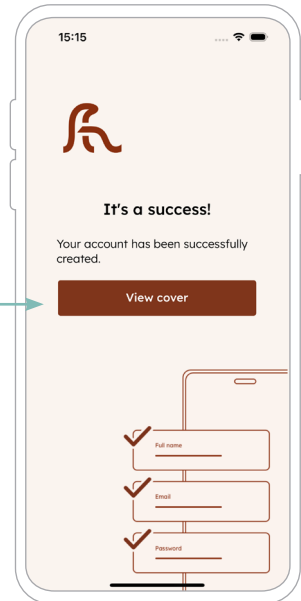 15:15
It's a success!
Your account has been successfully
created.
View cover
Full name
Email
Password